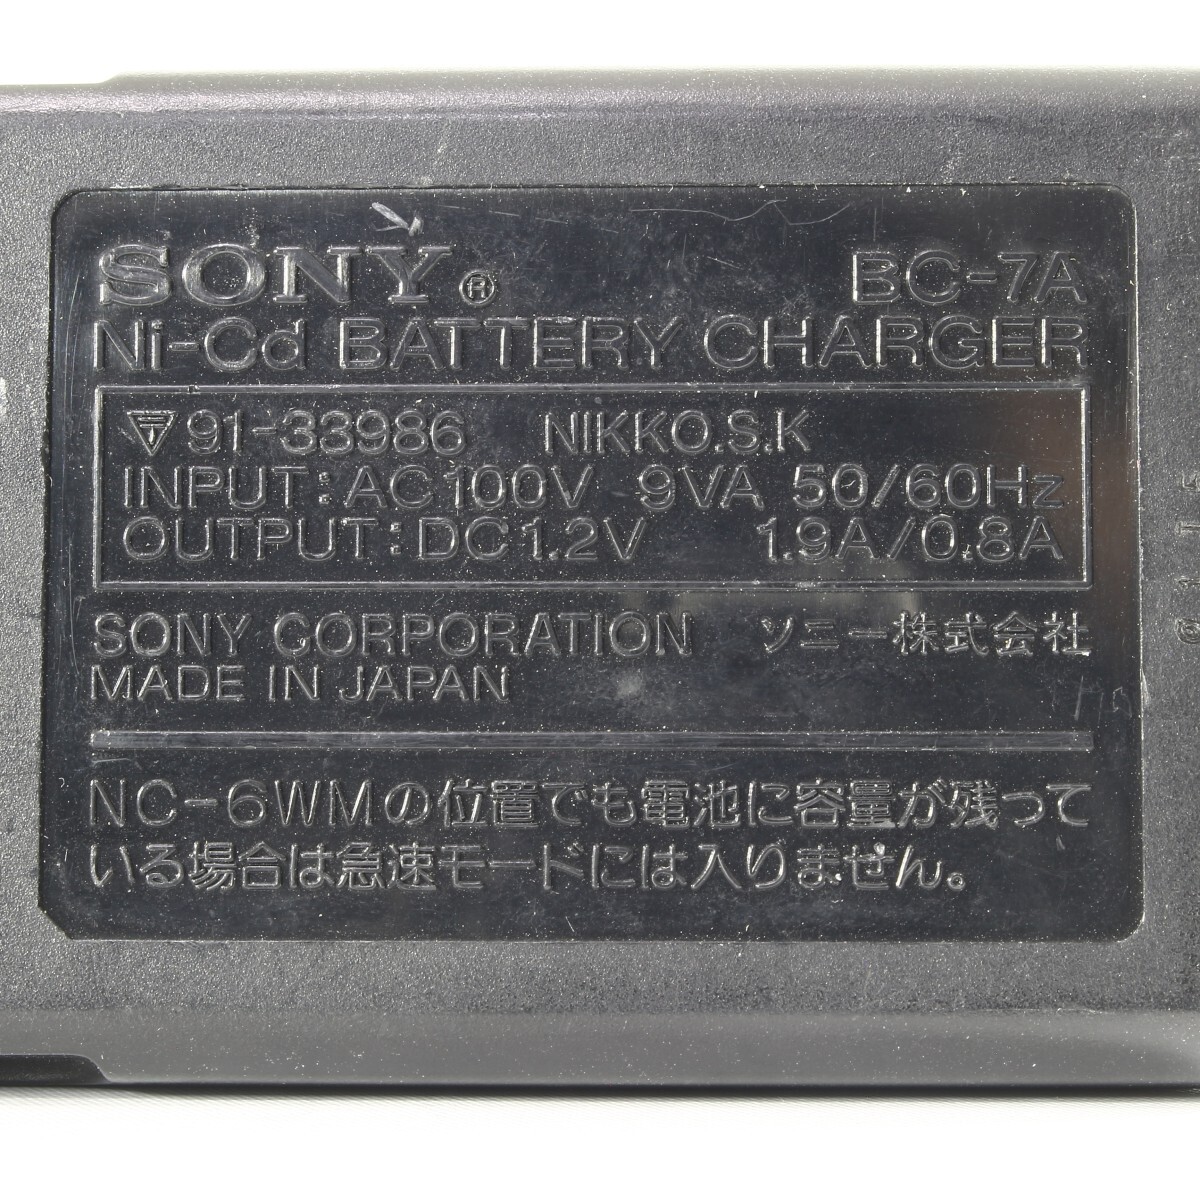 SONY® BC-7A
Ni-Cd BATTERY CHARGER
91-33986 NIKKO.S.K
INPUT:AC100V 9VA 50/60Hz
OUTPUT:DC1.2V 1.9A/0.8A
SONY CORPORATION ソニー株式会社
MADE IN JAPAN
NC-6WMの位置でも電池に容量が残って
いる場合は急速モードには入りません。